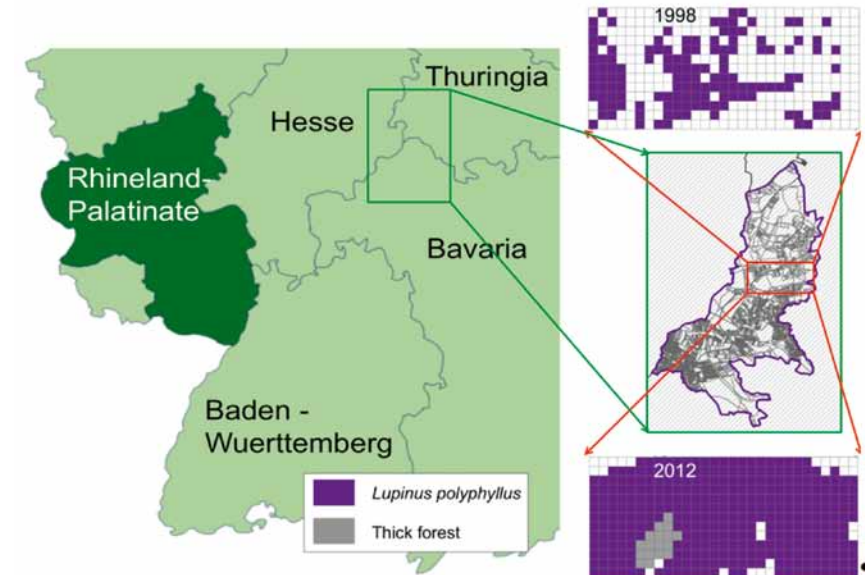 1998
Thuringia
Hesse
Rhineland-
Palatinate
Bavaria
Baden -
Wuerttemberg
2012
Lupinus polyphyllus
Thick forest